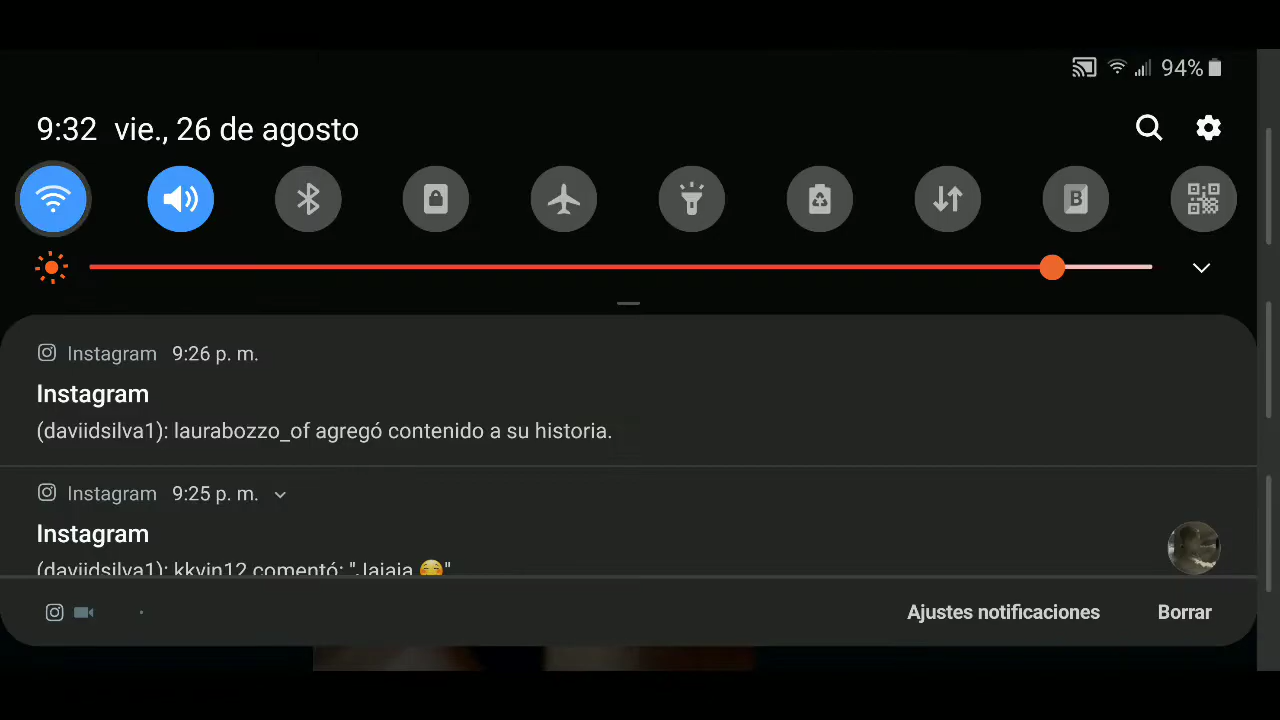 94%
9:32 vie., 26 de agosto
B
Instagram 9:26 p. m.
Instagram
(daviidsilva1): laurabozzo_of agregó contenido a su historia.
Instagram 9:25 p. m.
Instagram
(daviidsilva1): kkvin12 comentó: "Jajaja 😊"
Ajustes notificaciones Borrar